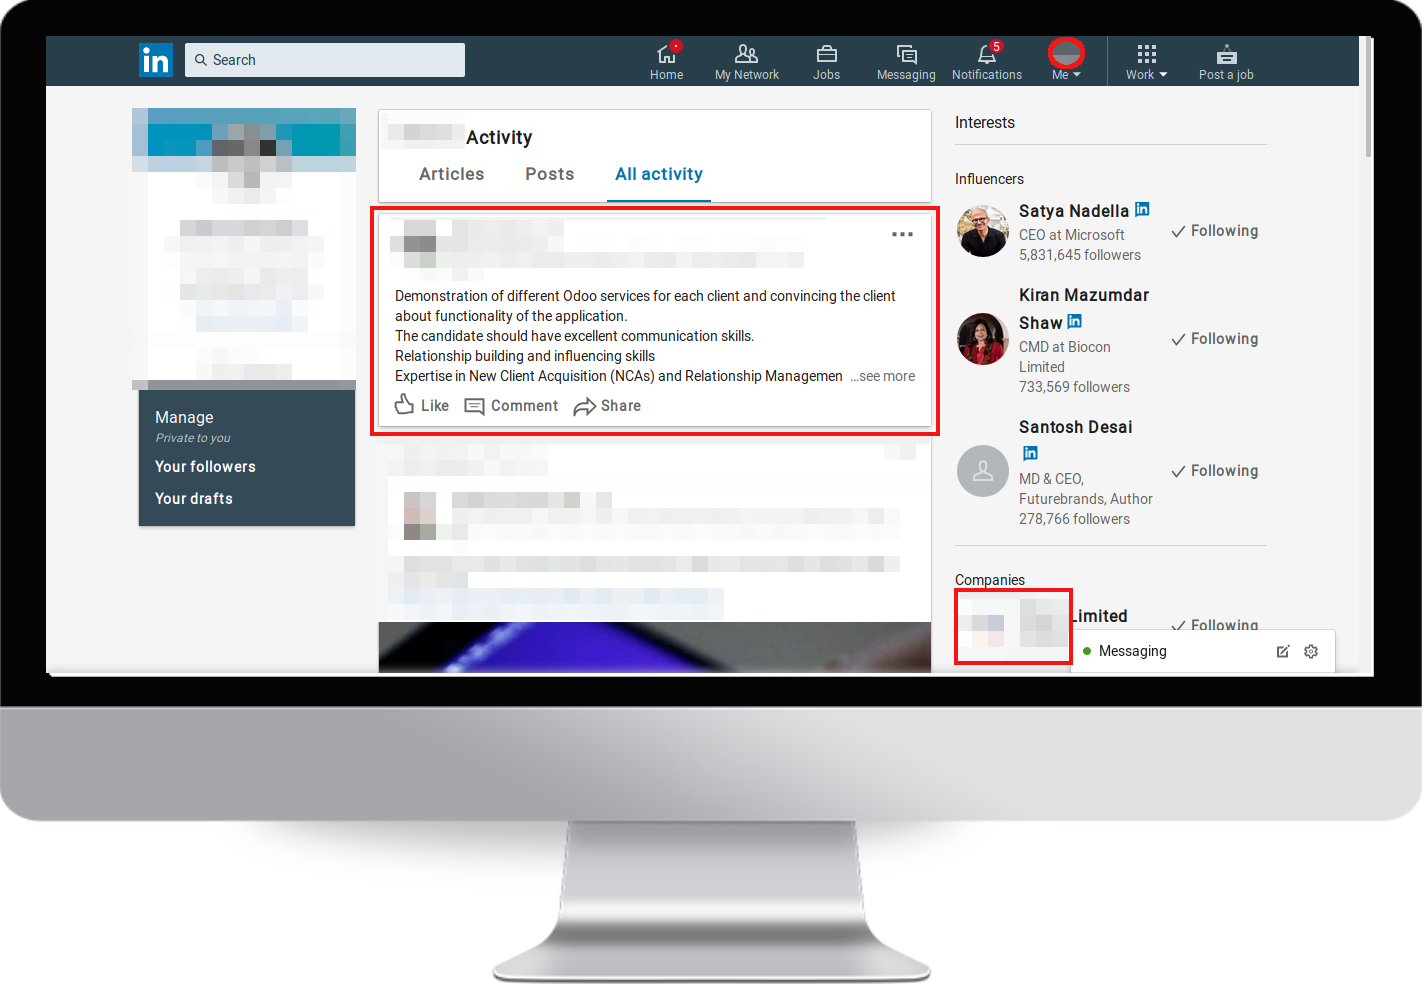 in
Search
Home
My Network
Jobs
Messaging
5
Notifications
Me
Work
Post a job
Activity
Articles
Posts
All activity
Demonstration of different Odoo services for each client and convincing the client
about functionality of the application.
The candidate should have excellent communication skills.
Relationship building and influencing skills
Expertise in New Client Acquisition (NCAs) and Relationship Managemen ...see more
Like
Comment
Share
Manage
Private to you
Your followers
Your drafts
Interests
Influencers
Satya Nadella in
CEO at Microsoft
5,831,645 followers
Following
Kiran Mazumdar
Shaw in
CMD at Biocon
Limited
733,569 followers
Following
Santosh Desai
in
MD & CEO,
Futurebrands, Author
278,766 followers
Following
Companies
Limited
Following
Messaging